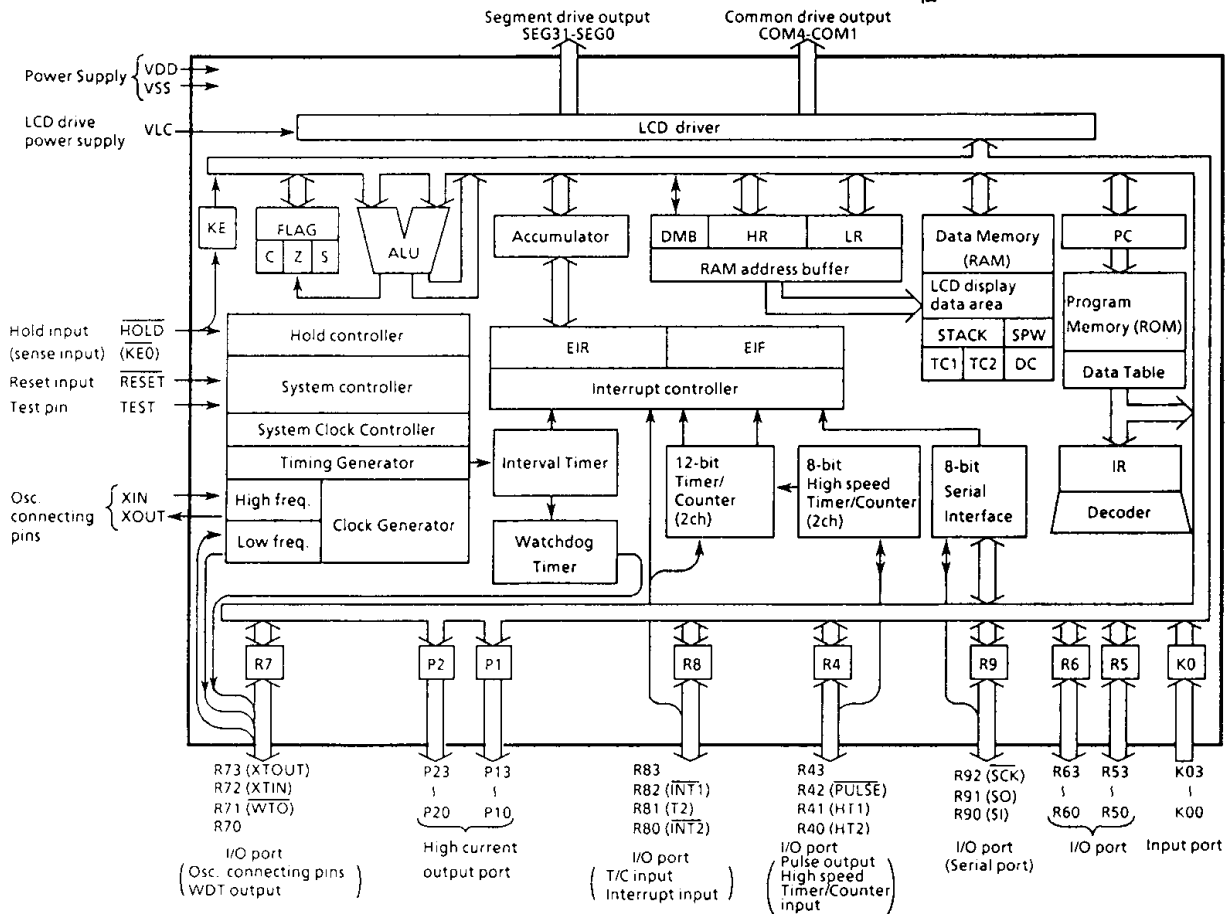 Segment drive output
SEG31-SEG0
Common drive output
COM4-COM1
Power Supply
VDD
VSS
LCD drive
power supply
VLC
LCD driver
KE
FLAG
C Z S
ALU
Accumulator
DMB HR LR
RAM address buffer
Data Memory
(RAM)
LCD display
data area
STACK SPW
TC1 TC2 DC
PC
Program
Memory (ROM)
Data Table
Hold input
(sense input)
HOLD
(KE0)
Reset input RESET
Test pin TEST
Hold controller
System controller
System Clock Controller
Timing Generator
High freq.
Low freq.
Clock Generator
EIR EIF
Interrupt controller
Interval Timer
Watchdog
Timer
12-bit
Timer/
Counter
(2ch)
8-bit
High speed
Timer/Counter
(2ch)
8-bit
Serial
Interface
IR
Decoder
Osc.
connecting
pins
XIN
XOUT
R7 P2 P1 R8 R4 R9 R6 R5 K0
R73 (XTOUT)
R72 (XTIN)
R71 (WTO)
R70
I/O port
(Osc. connecting pins
WDT output)
P23
~
P20
P13
~
P10
High current
output port
R83
R82 (INT1)
R81 (T2)
R80 (INT2)
I/O port
(T/C input
Interrupt input)
R43
R42 (PULSE)
R41 (HT1)
R40 (HT2)
I/O port
(Pulse output
High speed
Timer/Counter
input)
R92 (SCK)
R91 (SO)
R90 (SI)
I/O port
(Serial port)
R63
~
R60
R53
~
R50
I/O port
K03
~
K00
Input port